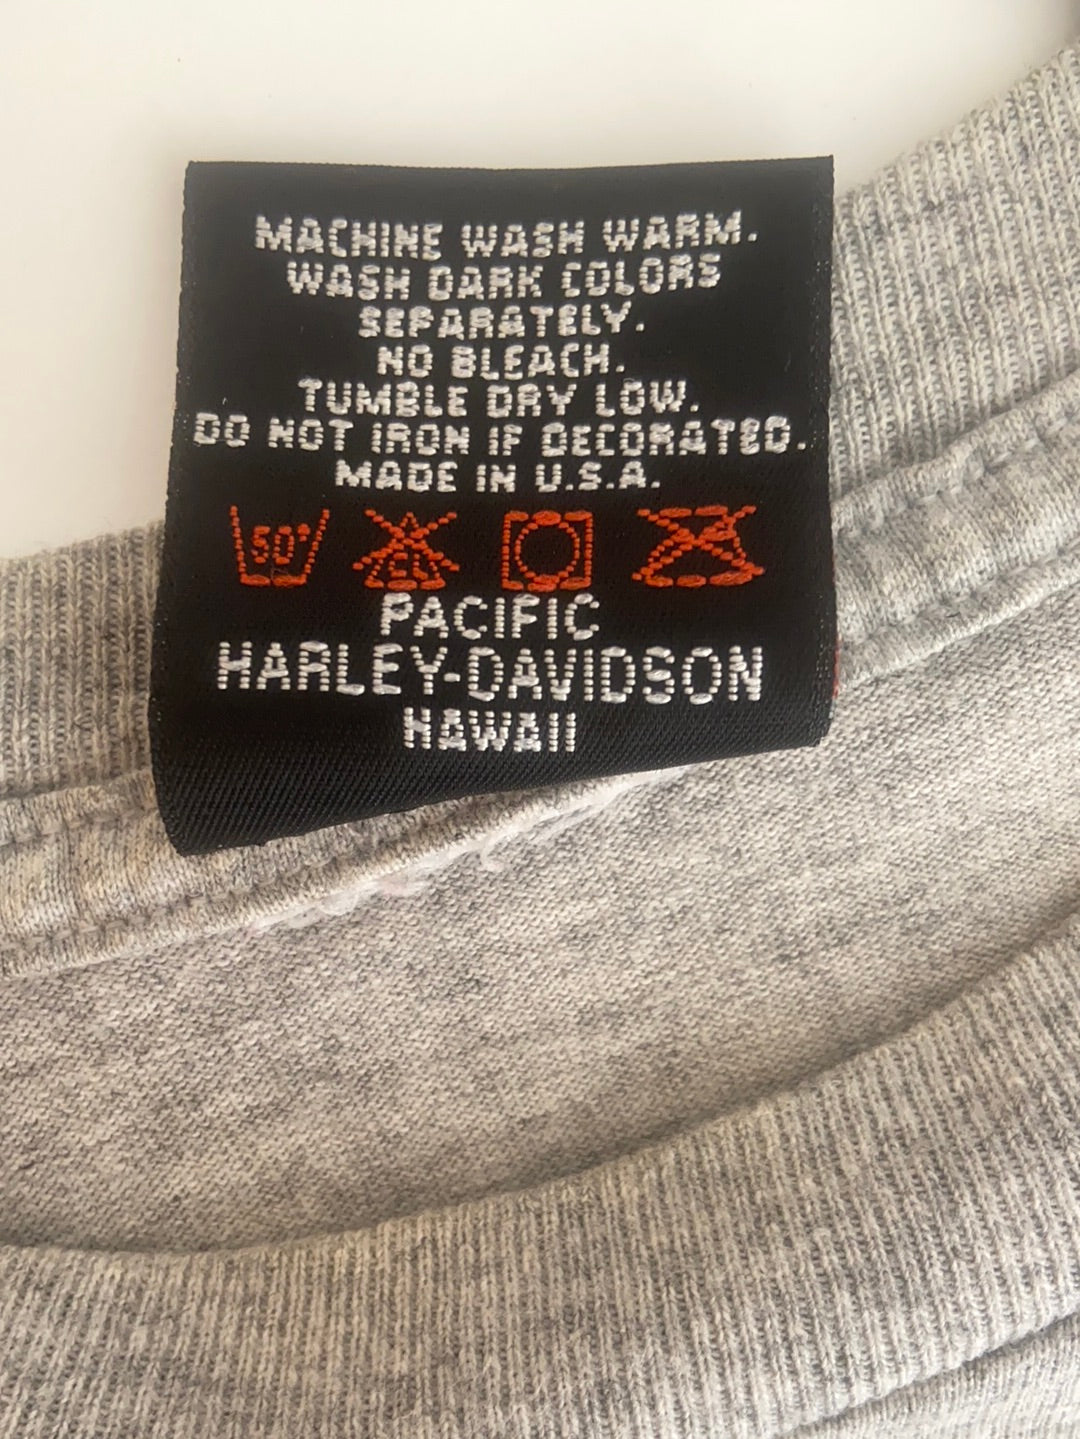 MACHINE WASH WARM.
WASH DARK COLORS
SEPARATELY.
NO BLEACH.
TUMBLE DRY LOW.
DO NOT IRON IF DECORATED.
MADE IN U.S.A.
50°
CL
PACIFIC
HARLEY-DAVIDSON
HAWAII